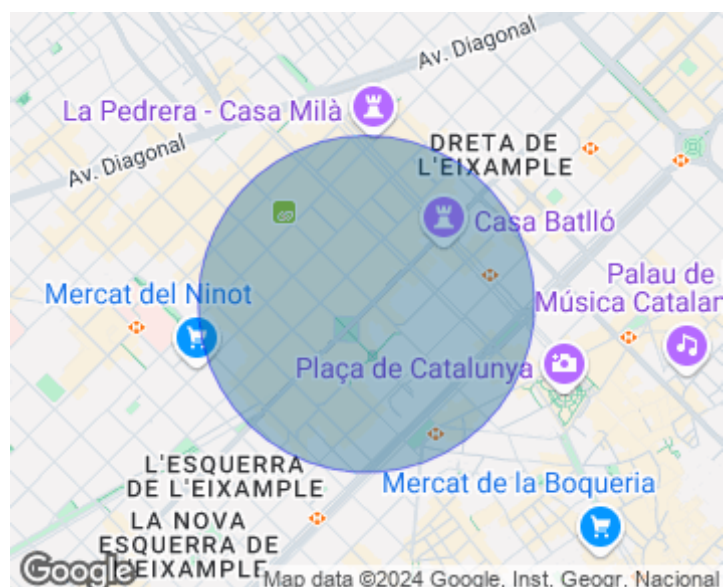 Av. Diagonal
La Pedrera - Casa Milà
DRETA DE
L'EIXAMPLE
Av. Diagonal
Casa Batlló
Palau de
Música Catalan
Mercat del Ninot
Plaça de Catalunya
L'ESQUERRA
DE L'EIXAMPLE
Mercat de la Boqueria
LA NOVA
ESQUERRA DE
L'EIXAMPLE
Google
Map data ©2024 Google, Inst. Geogr. Nacional